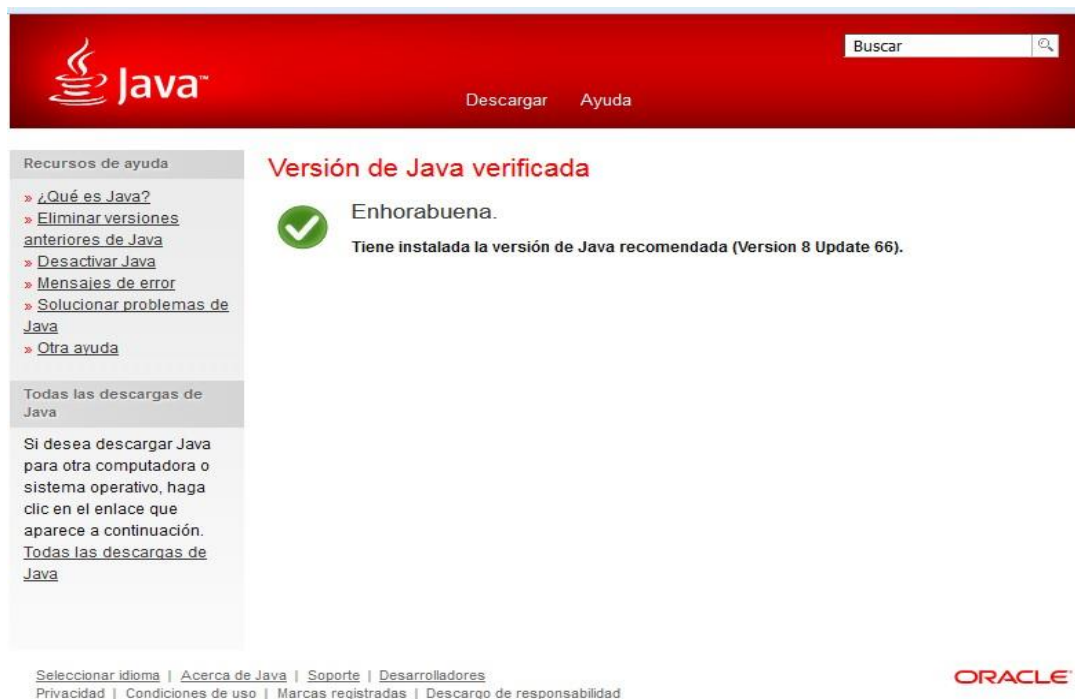 Java™
Buscar
Descargar Ayuda
Recursos de ayuda
» ¿Qué es Java?
» Eliminar versiones
anteriores de Java
» Desactivar Java
» Mensajes de error
» Solucionar problemas de
Java
» Otra ayuda
Todas las descargas de
Java
Si desea descargar Java
para otra computadora o
sistema operativo, haga
clic en el enlace que
aparece a continuación.
Todas las descargas de
Java
Versión de Java verificada
Enhorabuena.
Tiene instalada la versión de Java recomendada (Version 8 Update 66).
Seleccionar idioma | Acerca de Java | Soporte | Desarrolladores
Privacidad | Condiciones de uso | Marcas registradas | Descargo de responsabilidad
ORACLE